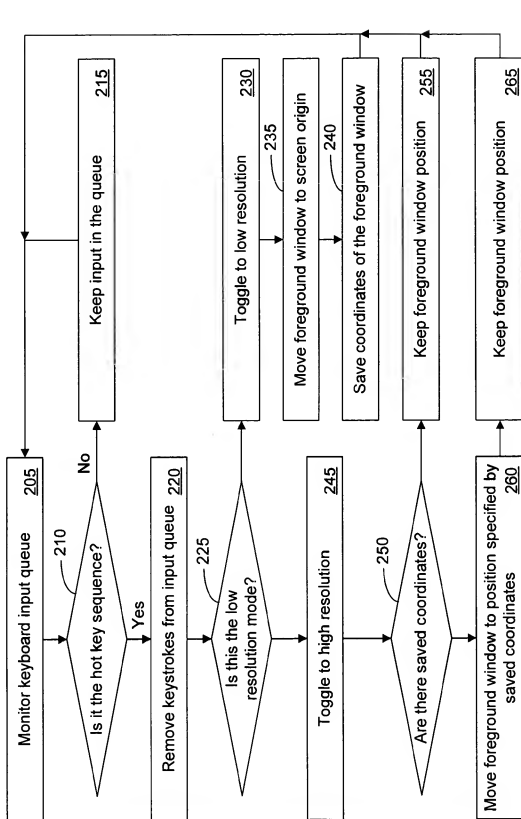 Monitor keyboard input queue 205
210
Is it the hot key sequence?
No
Keep input in the queue 215
Yes
Remove keystrokes from input queue 220
225
Is this the low
resolution mode?
Toggle to low resolution 230
235
Move foreground window to screen origin
240
Save coordinates of the foreground window
Toggle to high resolution 245
250
Are there saved coordinates?
Keep foreground window position 255
Move foreground window to position specified by
saved coordinates 260
Keep foreground window position 265